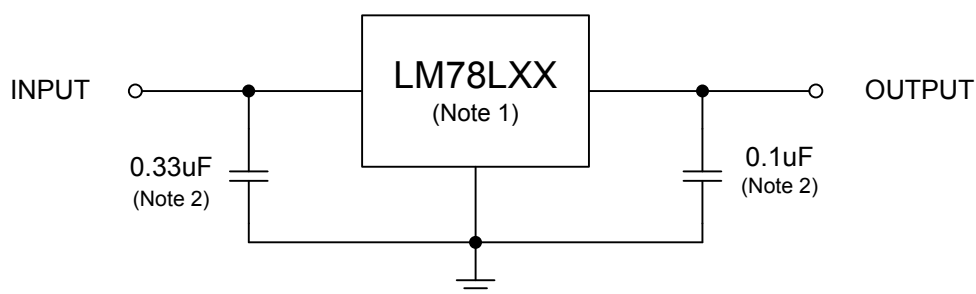 LM78LXX
(Note 1)
INPUT
OUTPUT
0.33uF
(Note 2)
0.1uF
(Note 2)